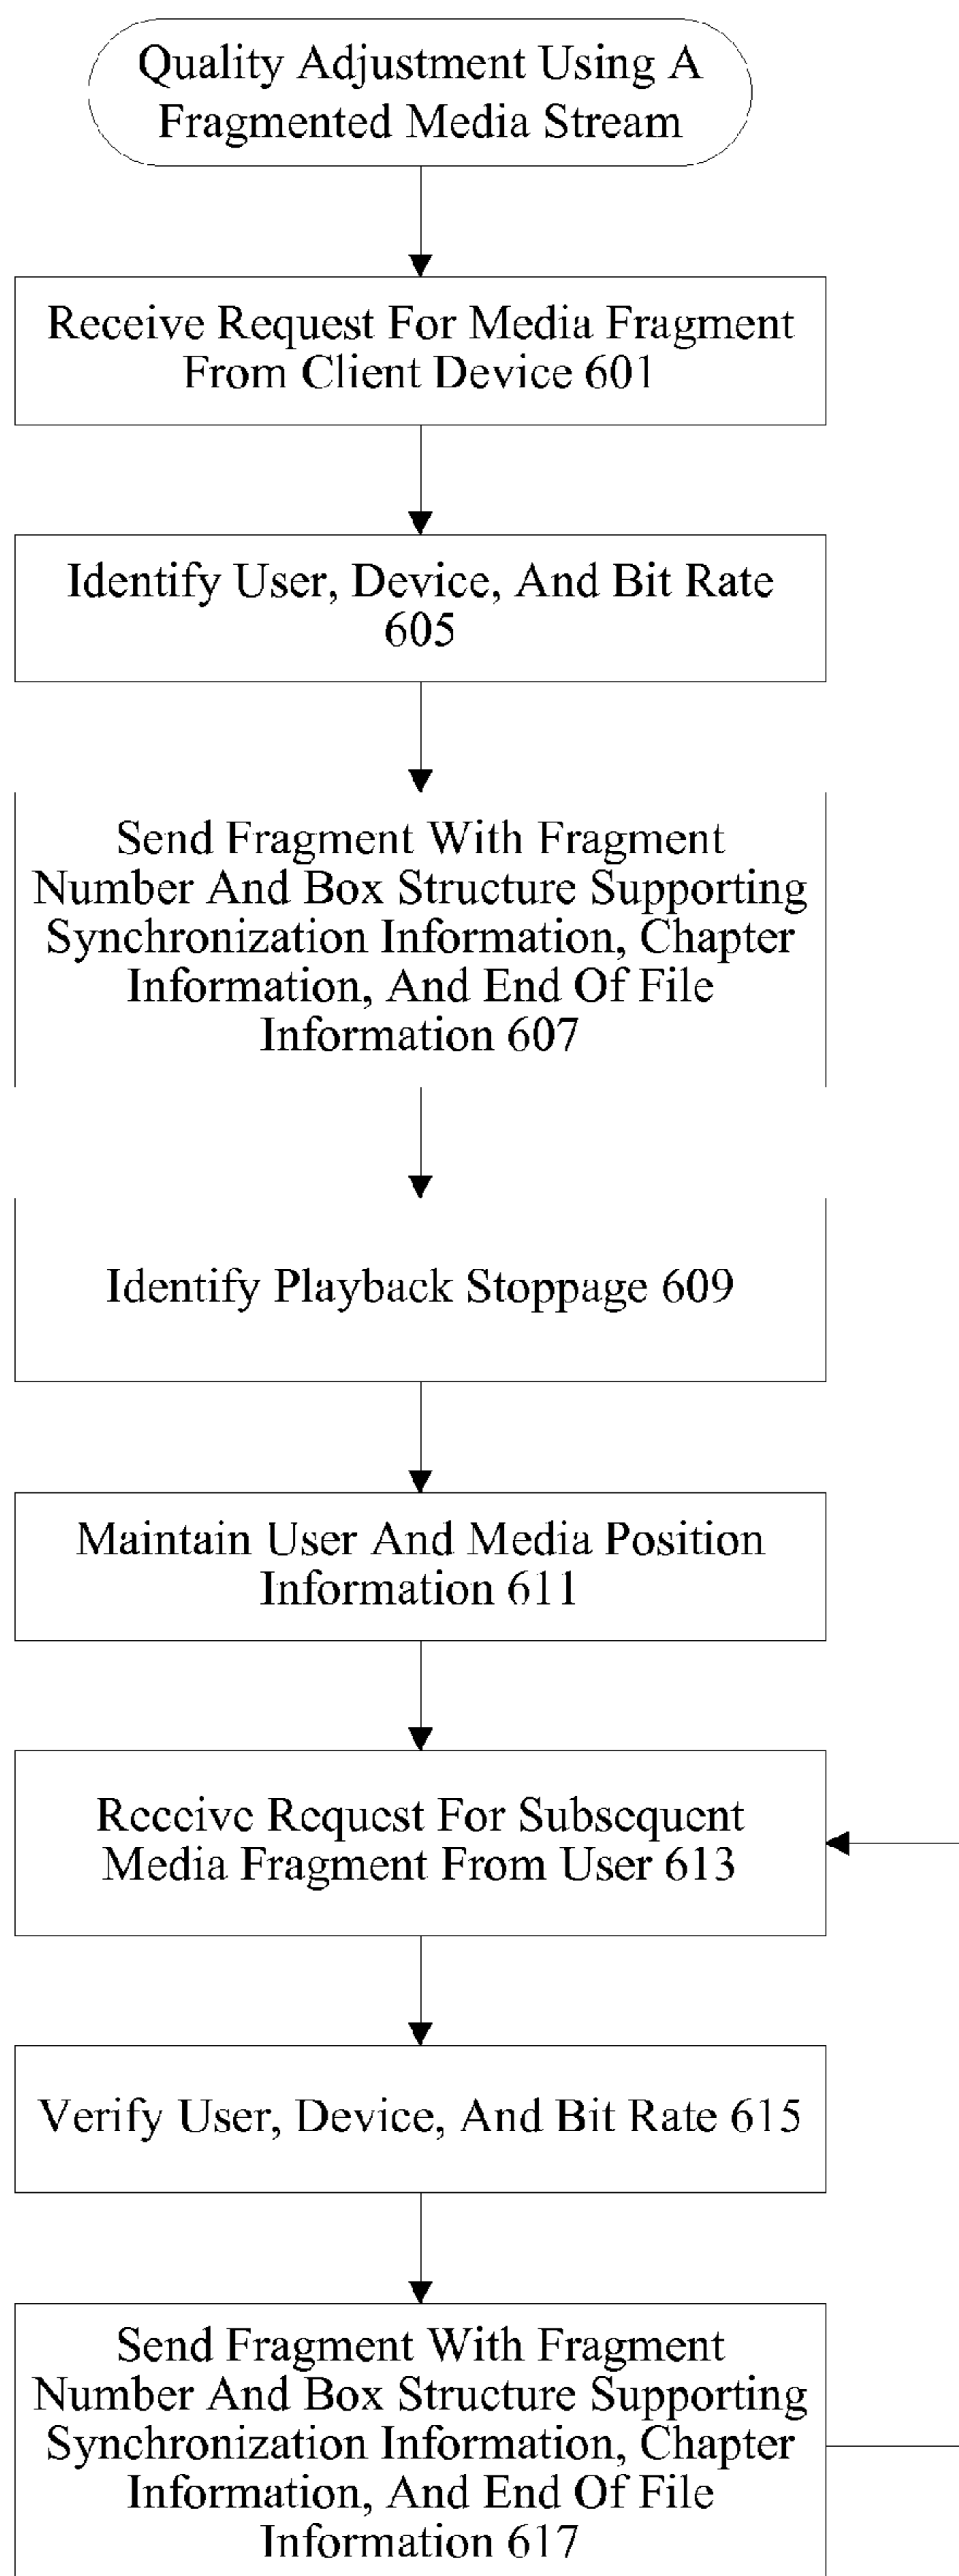 Quality Adjustment Using A
Fragmented Media Stream
Receive Request For Media Fragment
From Client Device 601
Identify User, Device, And Bit Rate
605
Send Fragment With Fragment
Number And Box Structure Supporting
Synchronization Information, Chapter
Information, And End Of File
Information 607
Identify Playback Stoppage 609
Maintain User And Media Position
Information 611
Receive Request For Subsequent
Media Fragment From User 613
Verify User, Device, And Bit Rate 615
Send Fragment With Fragment
Number And Box Structure Supporting
Synchronization Information, Chapter
Information, And End Of File
Information 617